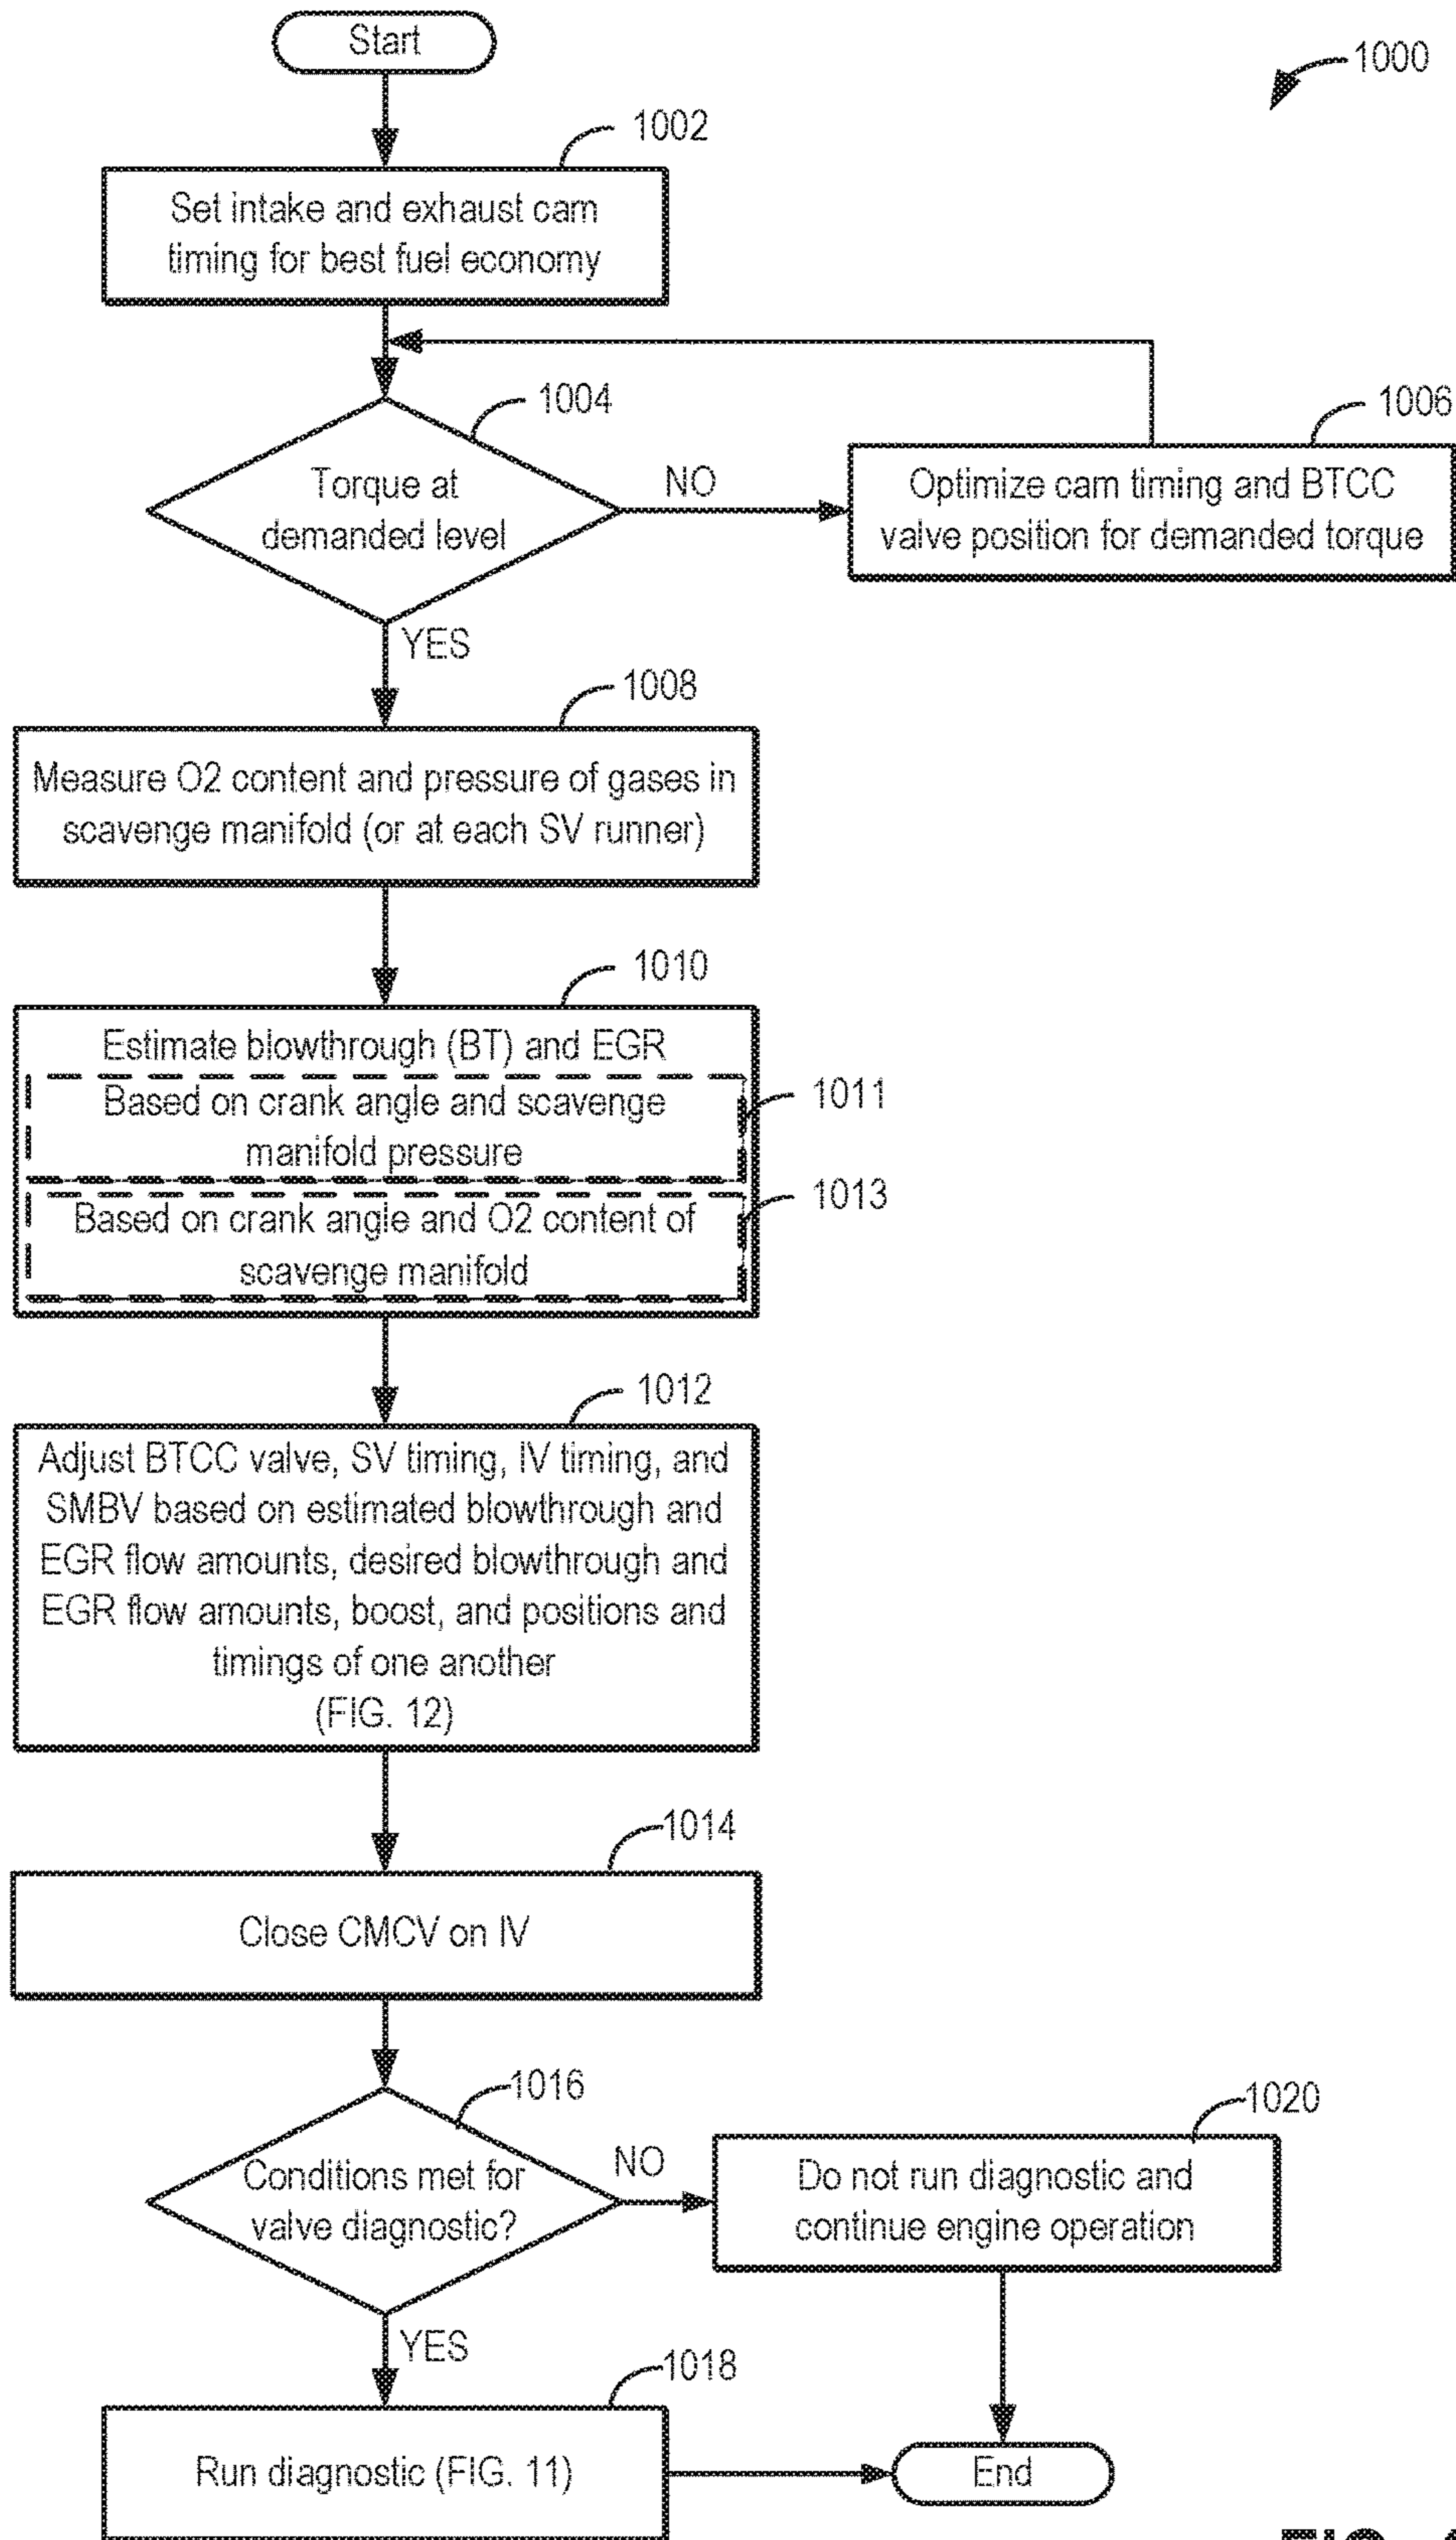 Start
1000
1002
Set intake and exhaust cam
timing for best fuel economy
1004
Torque at
demanded level
NO
1006
Optimize cam timing and BTCC
valve position for demanded torque
YES
1008
Measure O2 content and pressure of gases in
scavenge manifold (or at each SV runner)
1010
Estimate blowthrough (BT) and EGR
Based on crank angle and scavenge
manifold pressure
1011
Based on crank angle and O2 content of
scavenge manifold
1013
1012
Adjust BTCC valve, SV timing, IV timing, and
SMBV based on estimated blowthrough and
EGR flow amounts, desired blowthrough and
EGR flow amounts, boost, and positions and
timings of one another
(FIG. 12)
1014
Close CMCV on IV
1016
Conditions met for
valve diagnostic?
NO
1020
Do not run diagnostic and
continue engine operation
YES
1018
Run diagnostic (FIG. 11)
End